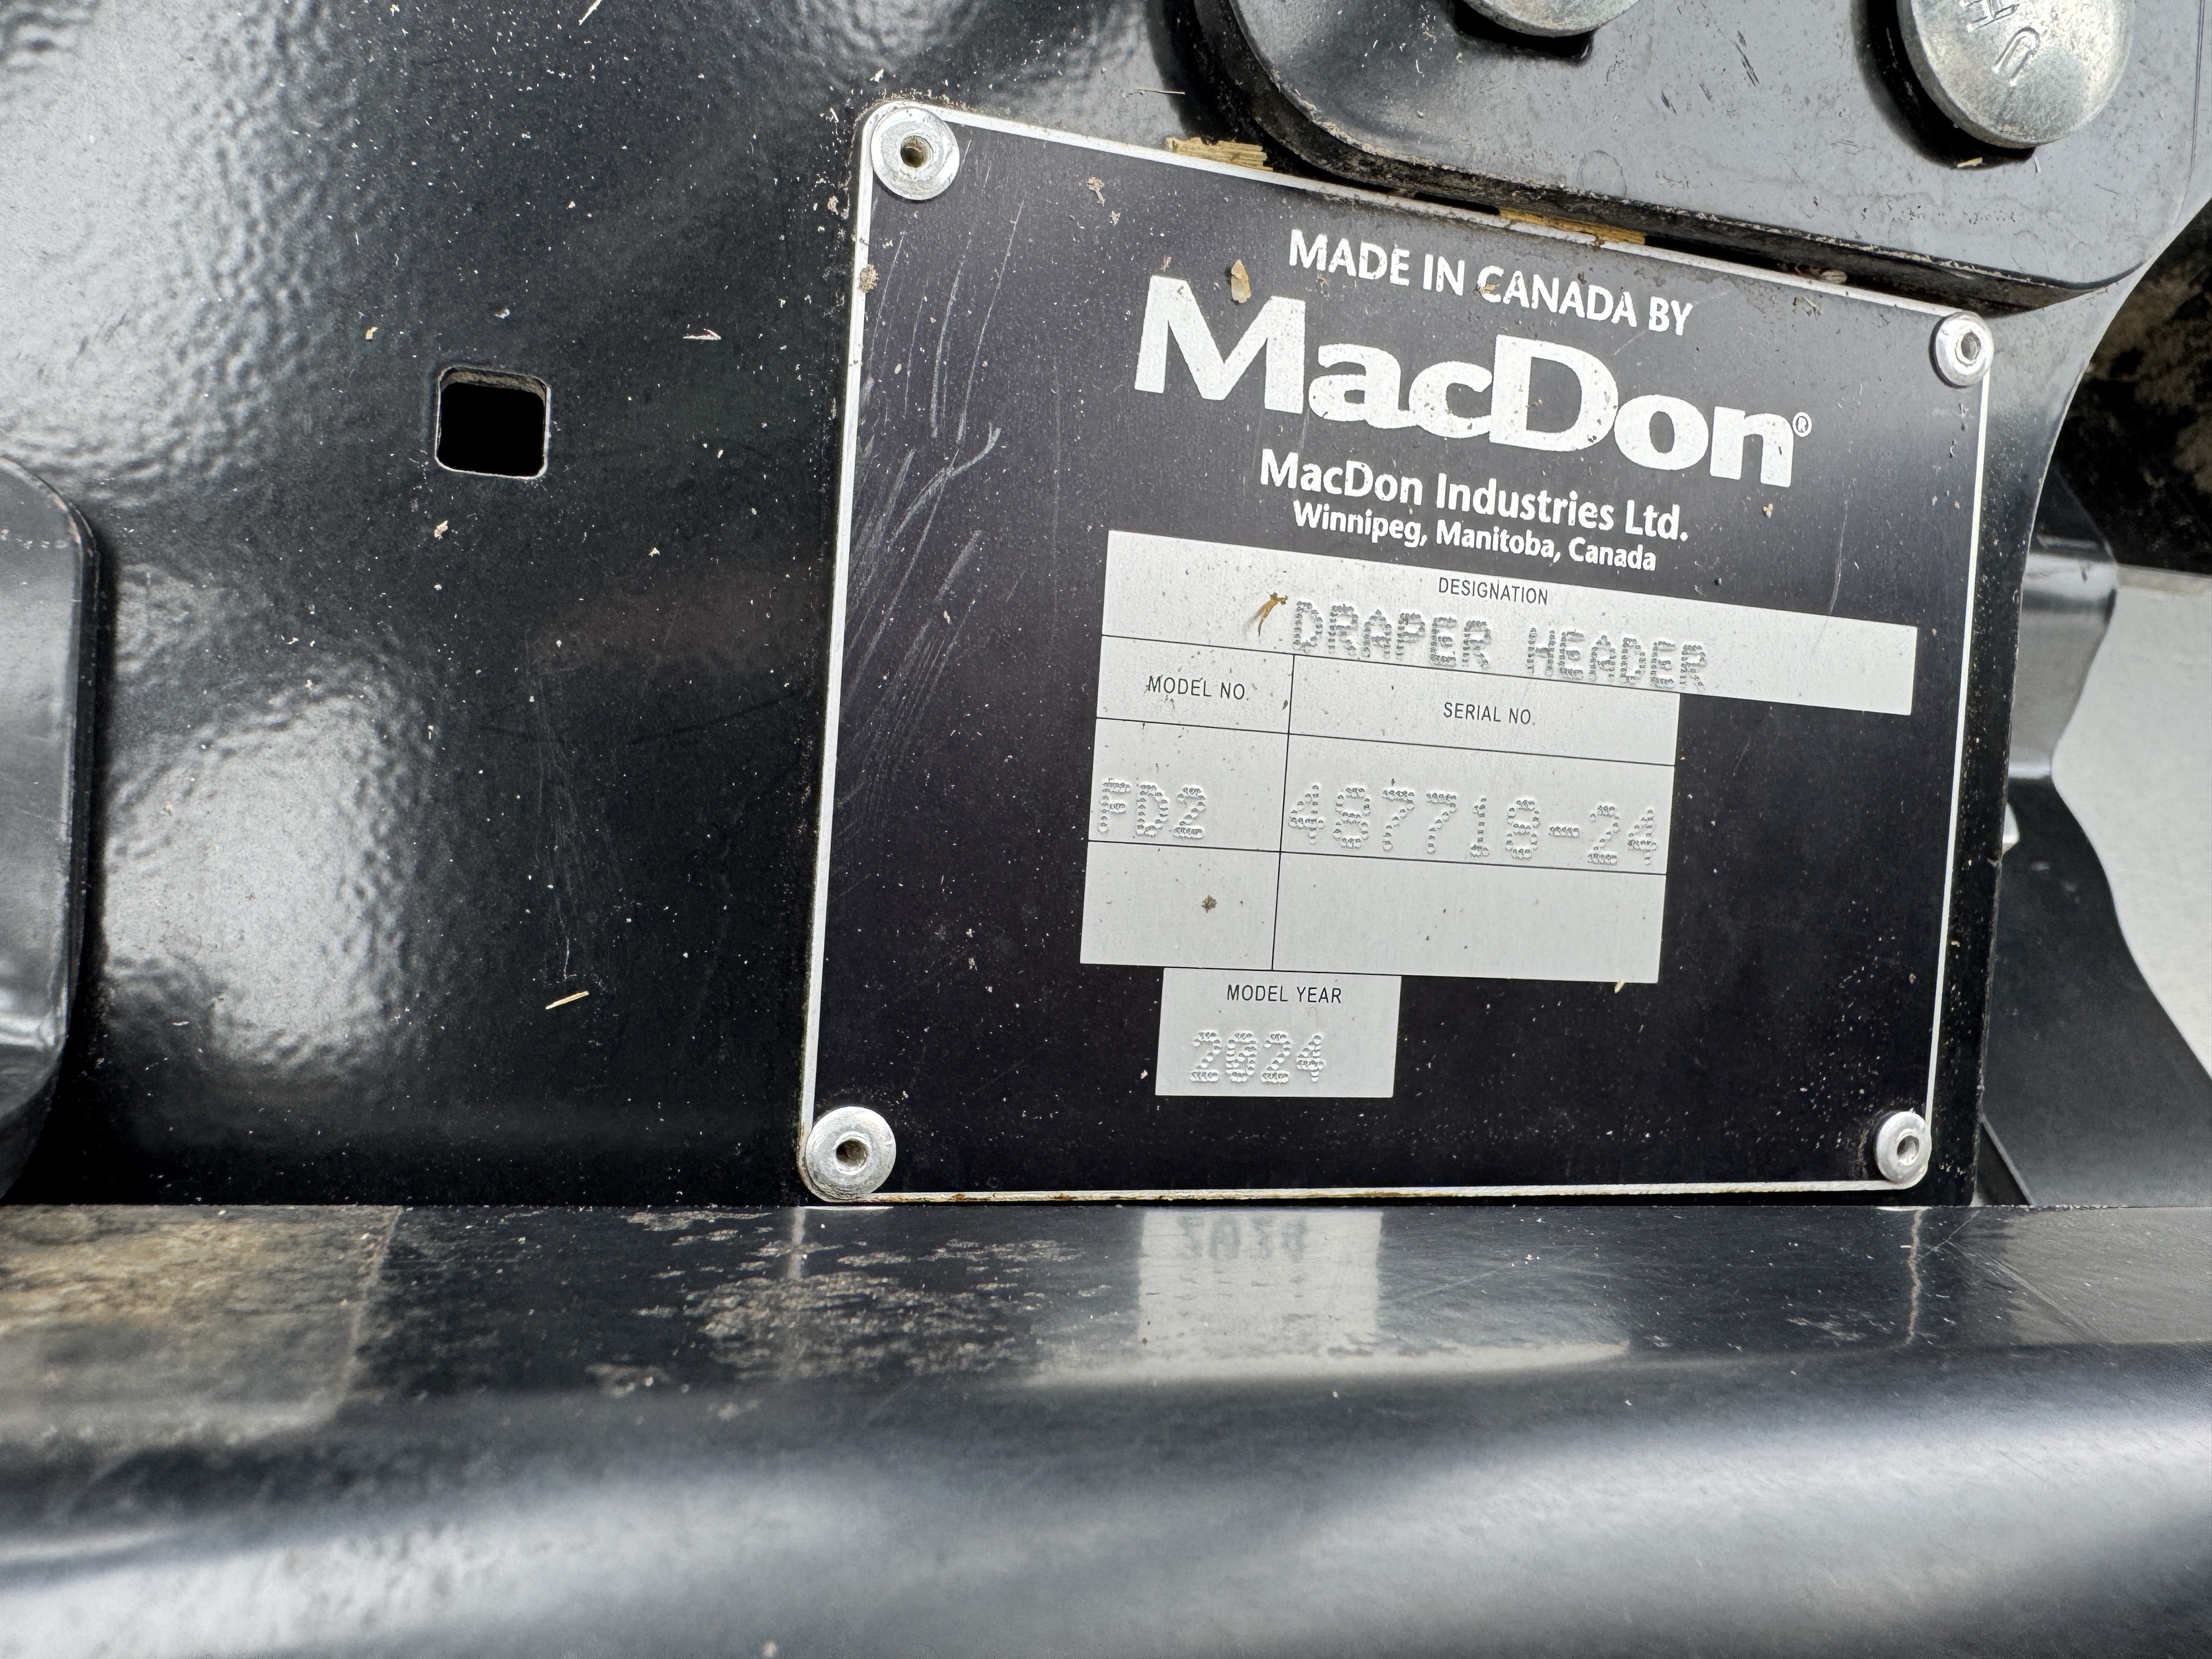 MADE IN CANADA BY
MacDon®
MacDon Industries Ltd.
Winnipeg, Manitoba, Canada
DESIGNATION
DRAPER HEADER
MODEL NO.
SERIAL NO.
FD2
487718-24
MODEL YEAR
2024